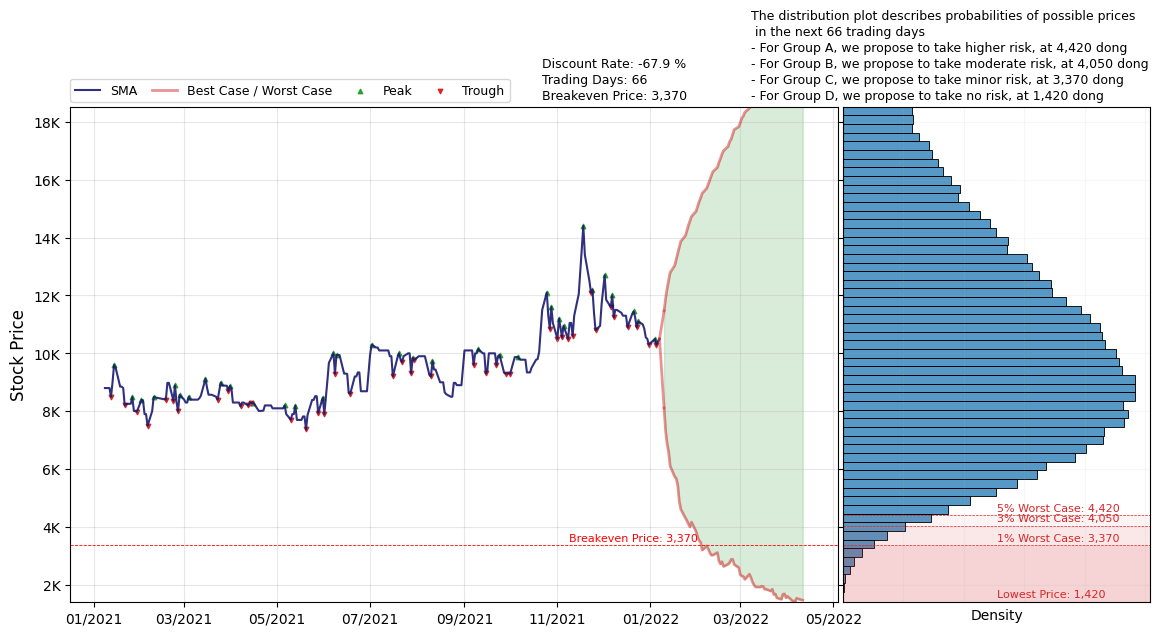 The distribution plot describes probabilities of possible prices
in the next 66 trading days
- For Group A, we propose to take higher risk, at 4,420 dong
- For Group B, we propose to take moderate risk, at 4,050 dong
- For Group C, we propose to take minor risk, at 3,370 dong
- For Group D, we propose to take no risk, at 1,420 dong
Discount Rate: -67.9 %
Trading Days: 66
Breakeven Price: 3,370
SMA
Best Case / Worst Case
Peak
Trough
Stock Price
18K
16K
14K
12K
10K
8K
6K
4K
2K
Breakeven Price: 3,370
5% Worst Case: 4,420
3% Worst Case: 4,050
1% Worst Case: 3,370
Lowest Price: 1,420
01/2021
03/2021
05/2021
07/2021
09/2021
11/2021
01/2022
03/2022
05/2022
Density